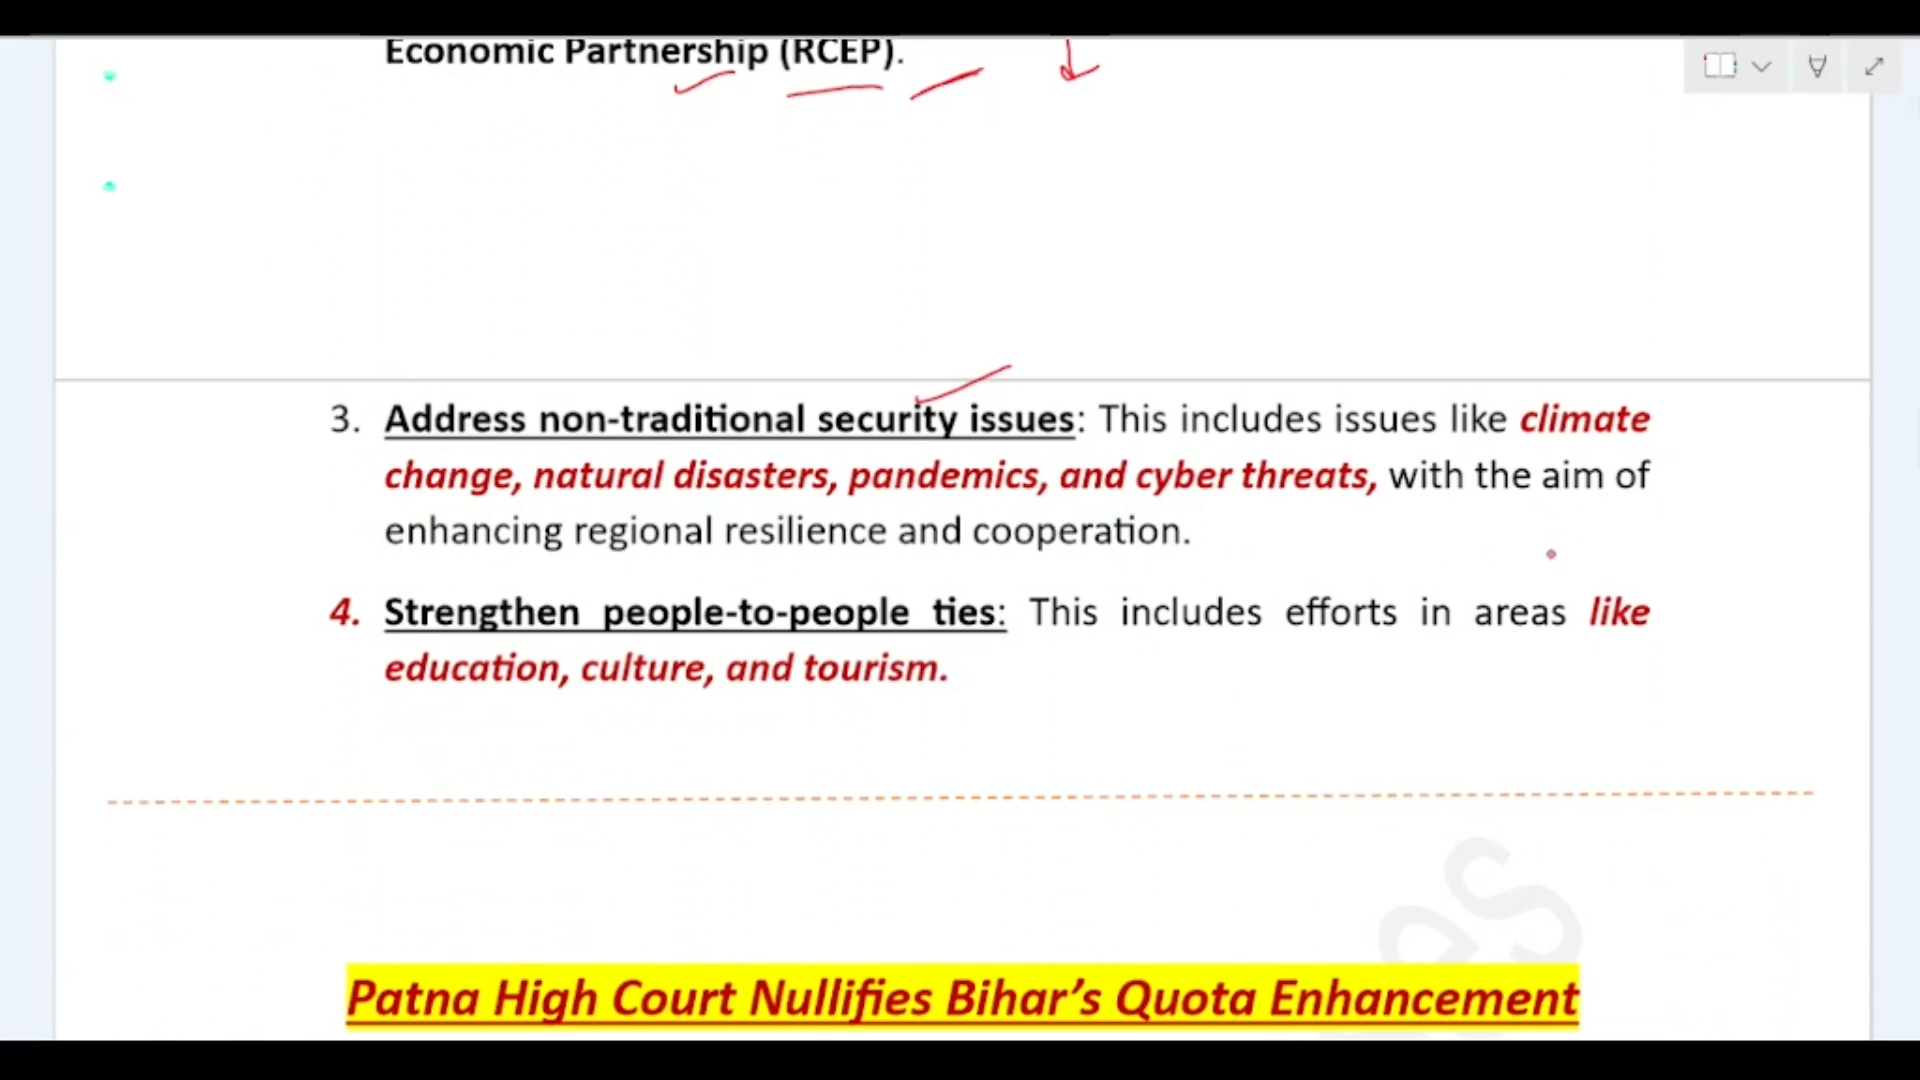 Economic Partnership (RCEP).
3. Address non-traditional security issues: This includes issues like climate
change, natural disasters, pandemics, and cyber threats, with the aim of
enhancing regional resilience and cooperation.
4. Strengthen people-to-people ties: This includes efforts in areas like
education, culture, and tourism.
Patna High Court Nullifies Bihar’s Quota Enhancement